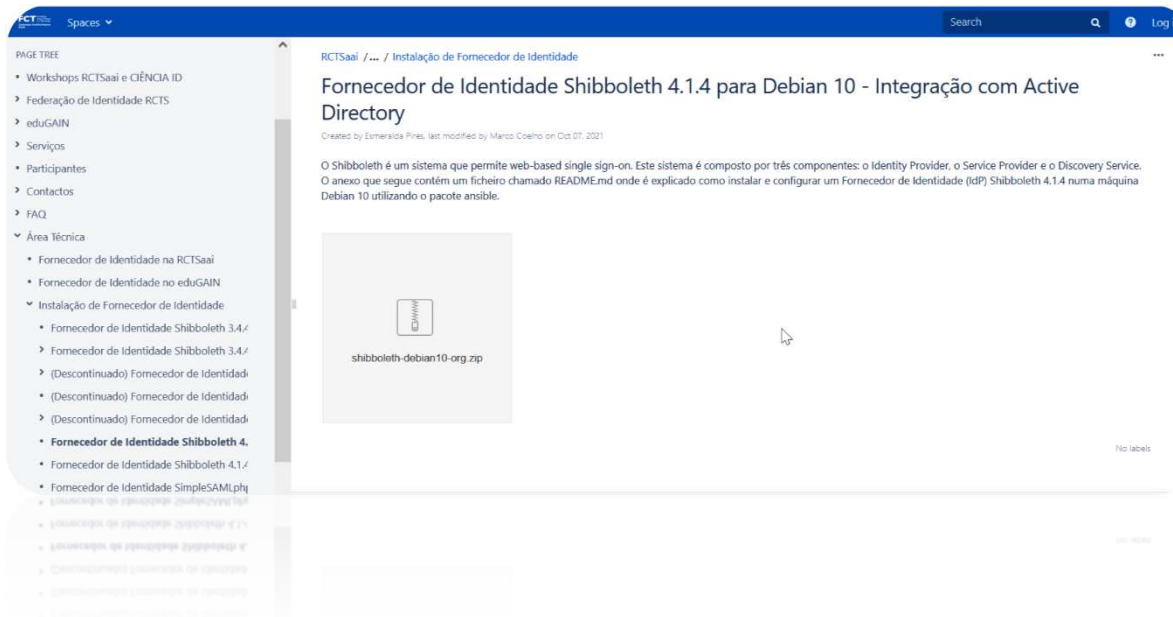 FCT
Spaces
Search
Log
PAGE TREE
Workshops RCTSaai e CIÊNCIA ID
Federação de Identidade RCTS
eduGAIN
Serviços
Participantes
Contactos
FAQ
Área Técnica
Fornecedor de Identidade na RCTSaai
Fornecedor de Identidade no eduGAIN
Instalação de Fornecedor de Identidade
Fornecedor de Identidade Shibboleth 3.4.4
Fornecedor de Identidade Shibboleth 3.4.4
(Descontinuado) Fornecedor de Identidad
(Descontinuado) Fornecedor de Identidad
(Descontinuado) Fornecedor de Identidad
Fornecedor de Identidade Shibboleth 4.
Fornecedor de Identidade Shibboleth 4.1.4
Fornecedor de Identidade SimpleSAMLphp
RCTSaai /... / Instalação de Fornecedor de Identidade
Fornecedor de Identidade Shibboleth 4.1.4 para Debian 10 - Integração com Active
Directory
Created by Esmeralda Pires, last modified by Marco Coelho on Oct 07, 2021
O Shibboleth é um sistema que permite web-based single sign-on. Este sistema é composto por três componentes: o Identity Provider, o Service Provider e o Discovery Service.
O anexo que segue contém um ficheiro chamado README.md onde é explicado como instalar e configurar um Fornecedor de Identidade (IdP) Shibboleth 4.1.4 numa máquina
Debian 10 utilizando o pacote ansible.
shibboleth-debian10-org.zip
No labels